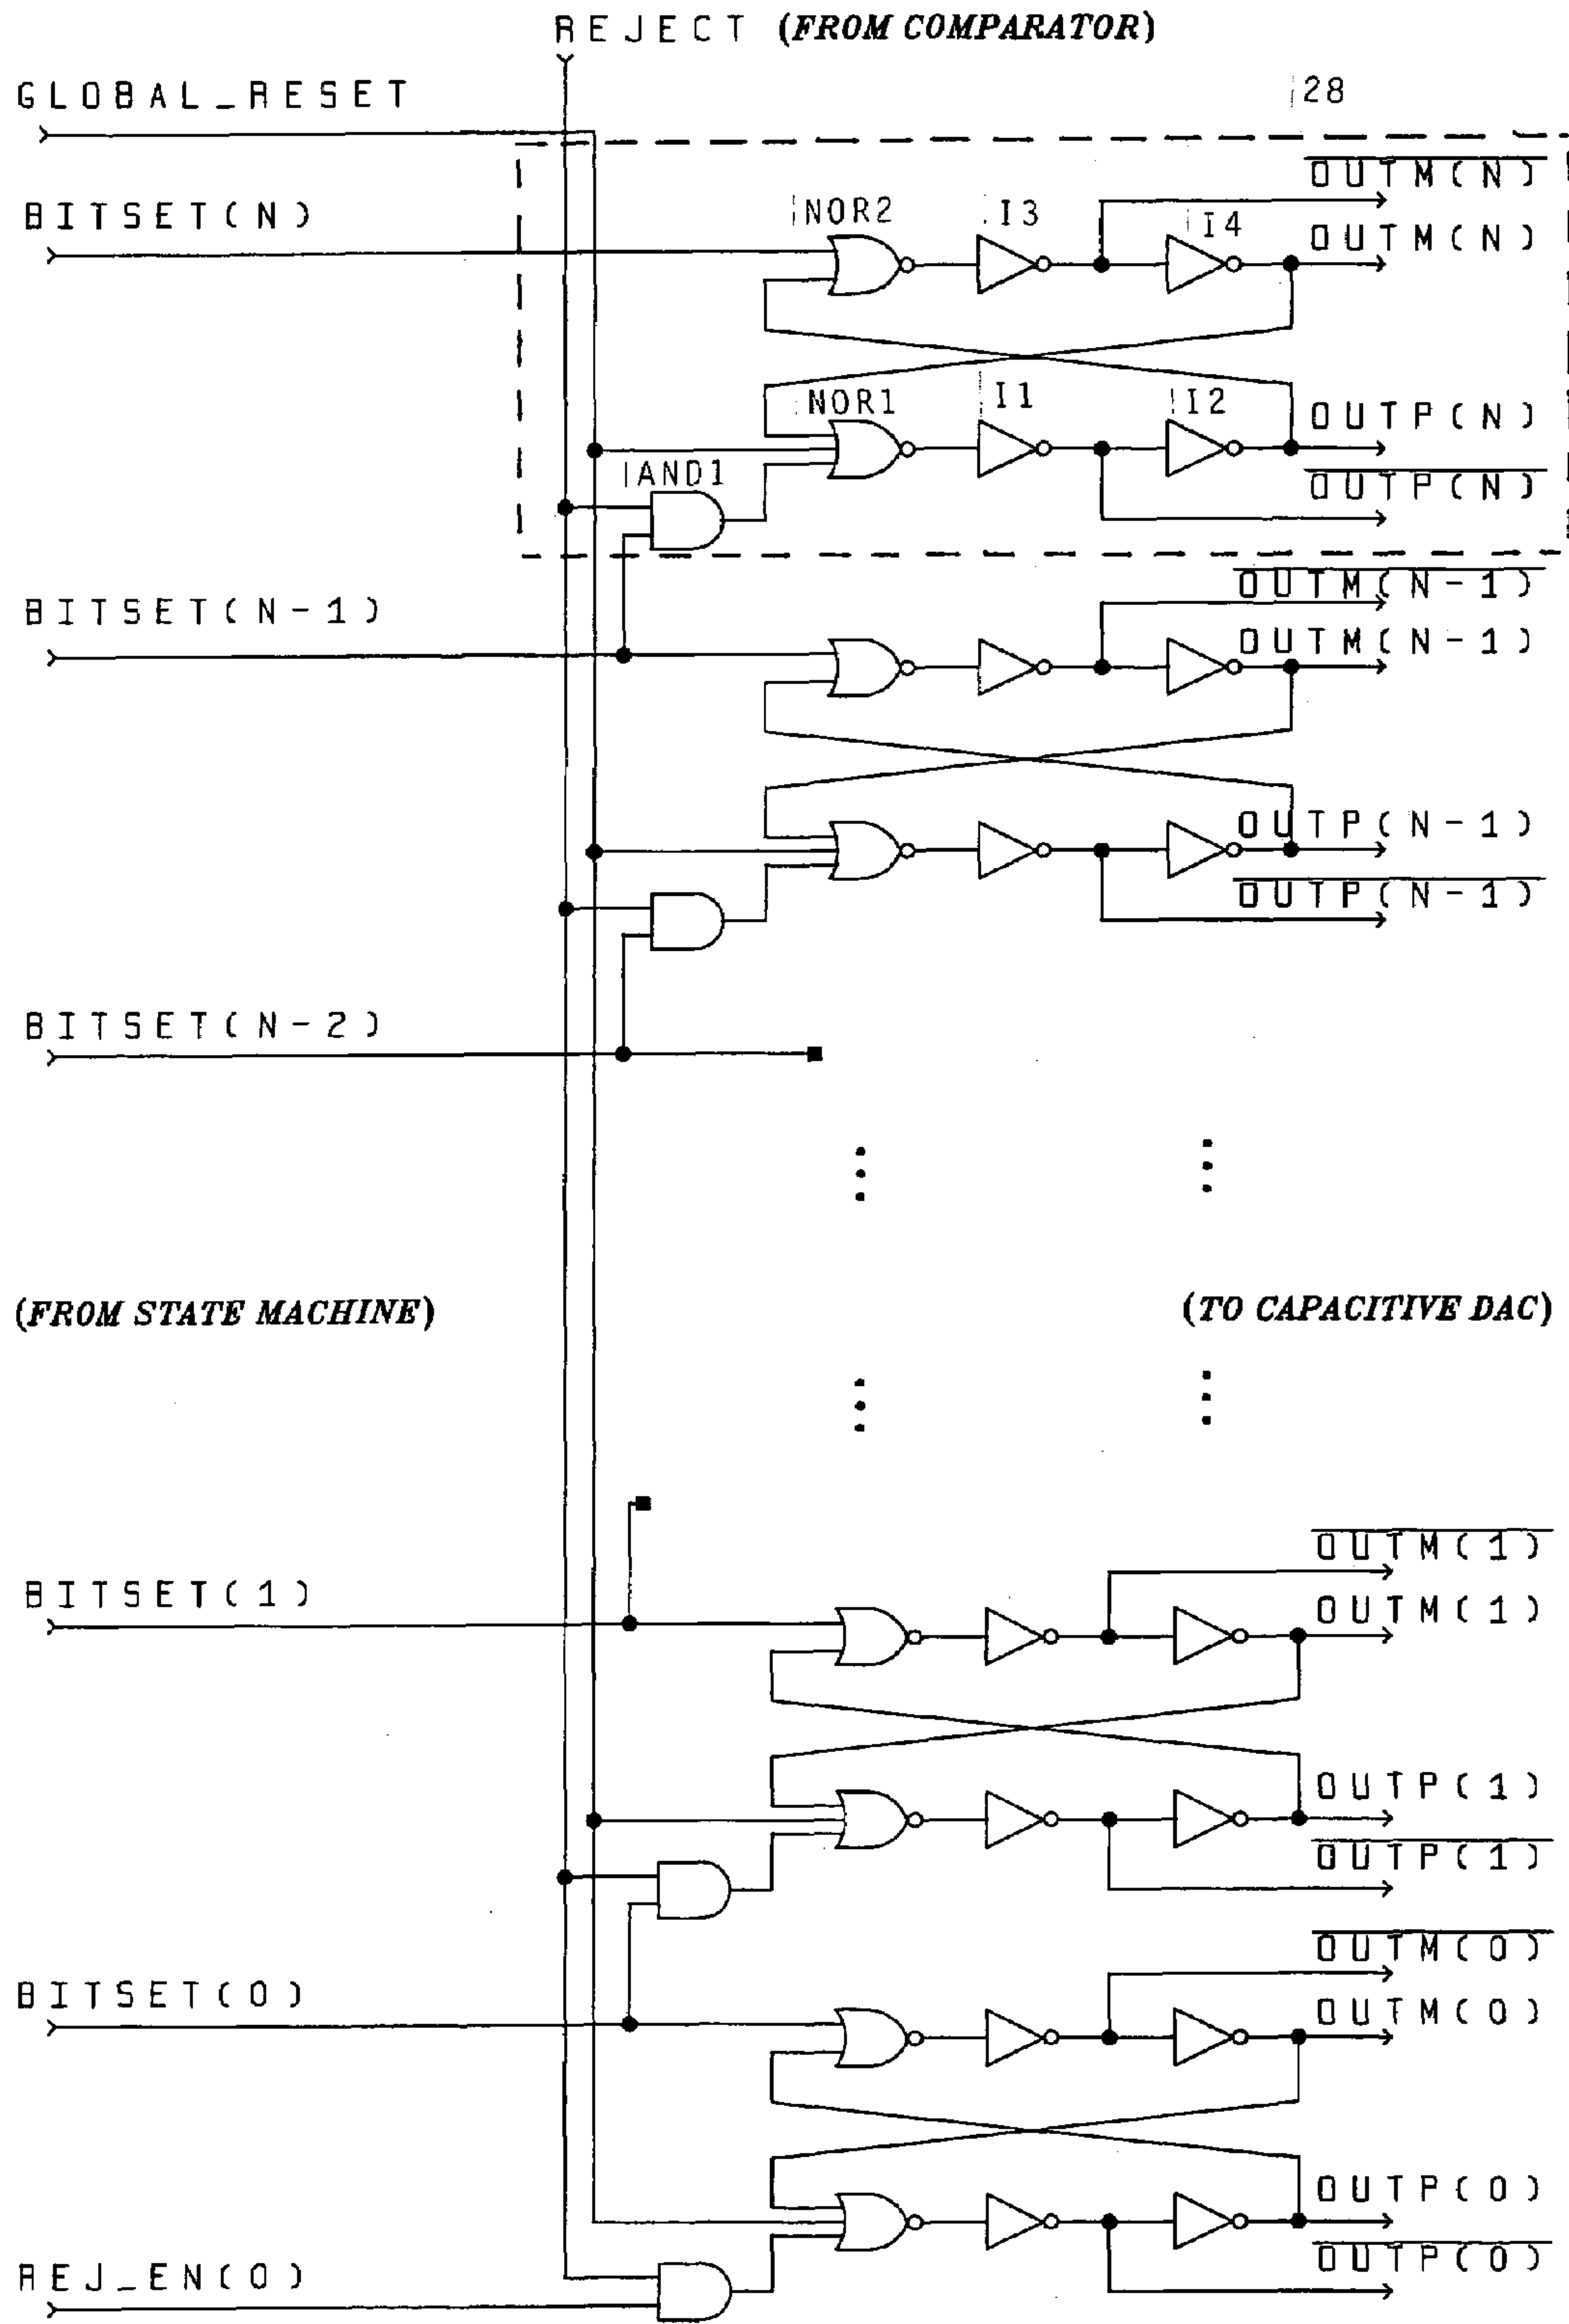 REJECT (FROM COMPARATOR)
GLOBAL_RESET
28
OUTM(N)
BITSET(N)
NOR2
I3
I4
OUTM(N)
NOR1
I1
I2
OUTP(N)
AND1
OUTP(N)
OUTM(N-1)
BITSET(N-1)
OUTM(N-1)
OUTP(N-1)
OUTP(N-1)
BITSET(N-2)
(FROM STATE MACHINE)
(TO CAPACITIVE DAC)
OUTM(1)
BITSET(1)
OUTM(1)
OUTP(1)
OUTP(1)
OUTM(0)
BITSET(0)
OUTM(0)
OUTP(0)
OUTP(0)
REJ_EN(0)